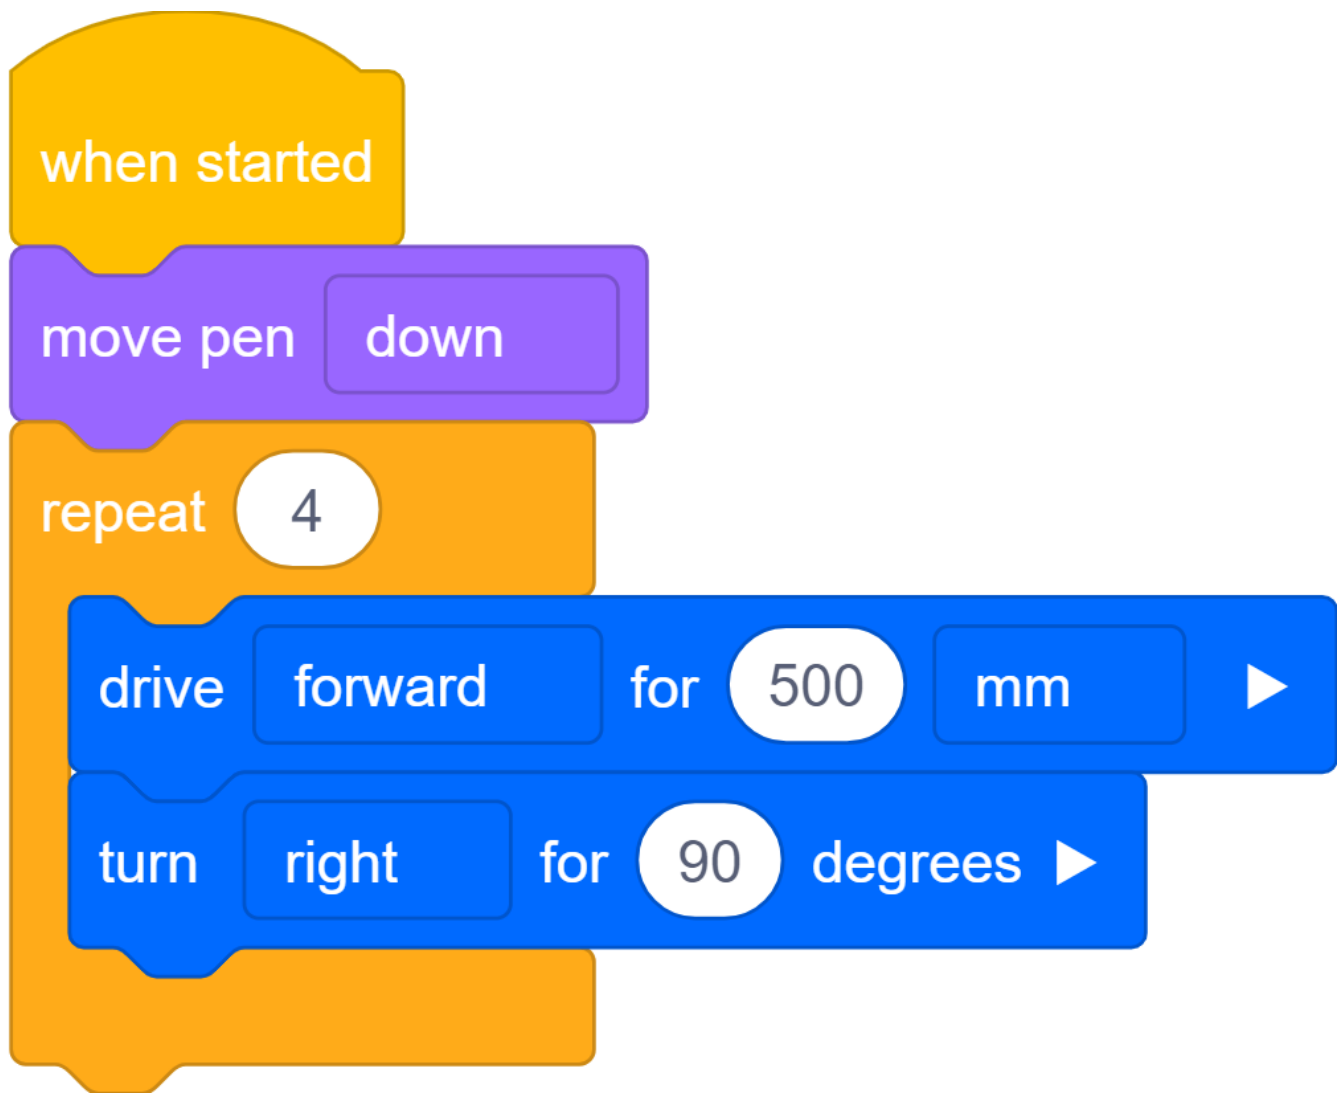 when started
move pen down
repeat 4
drive forward for 500 mm
turn right for 90 degrees